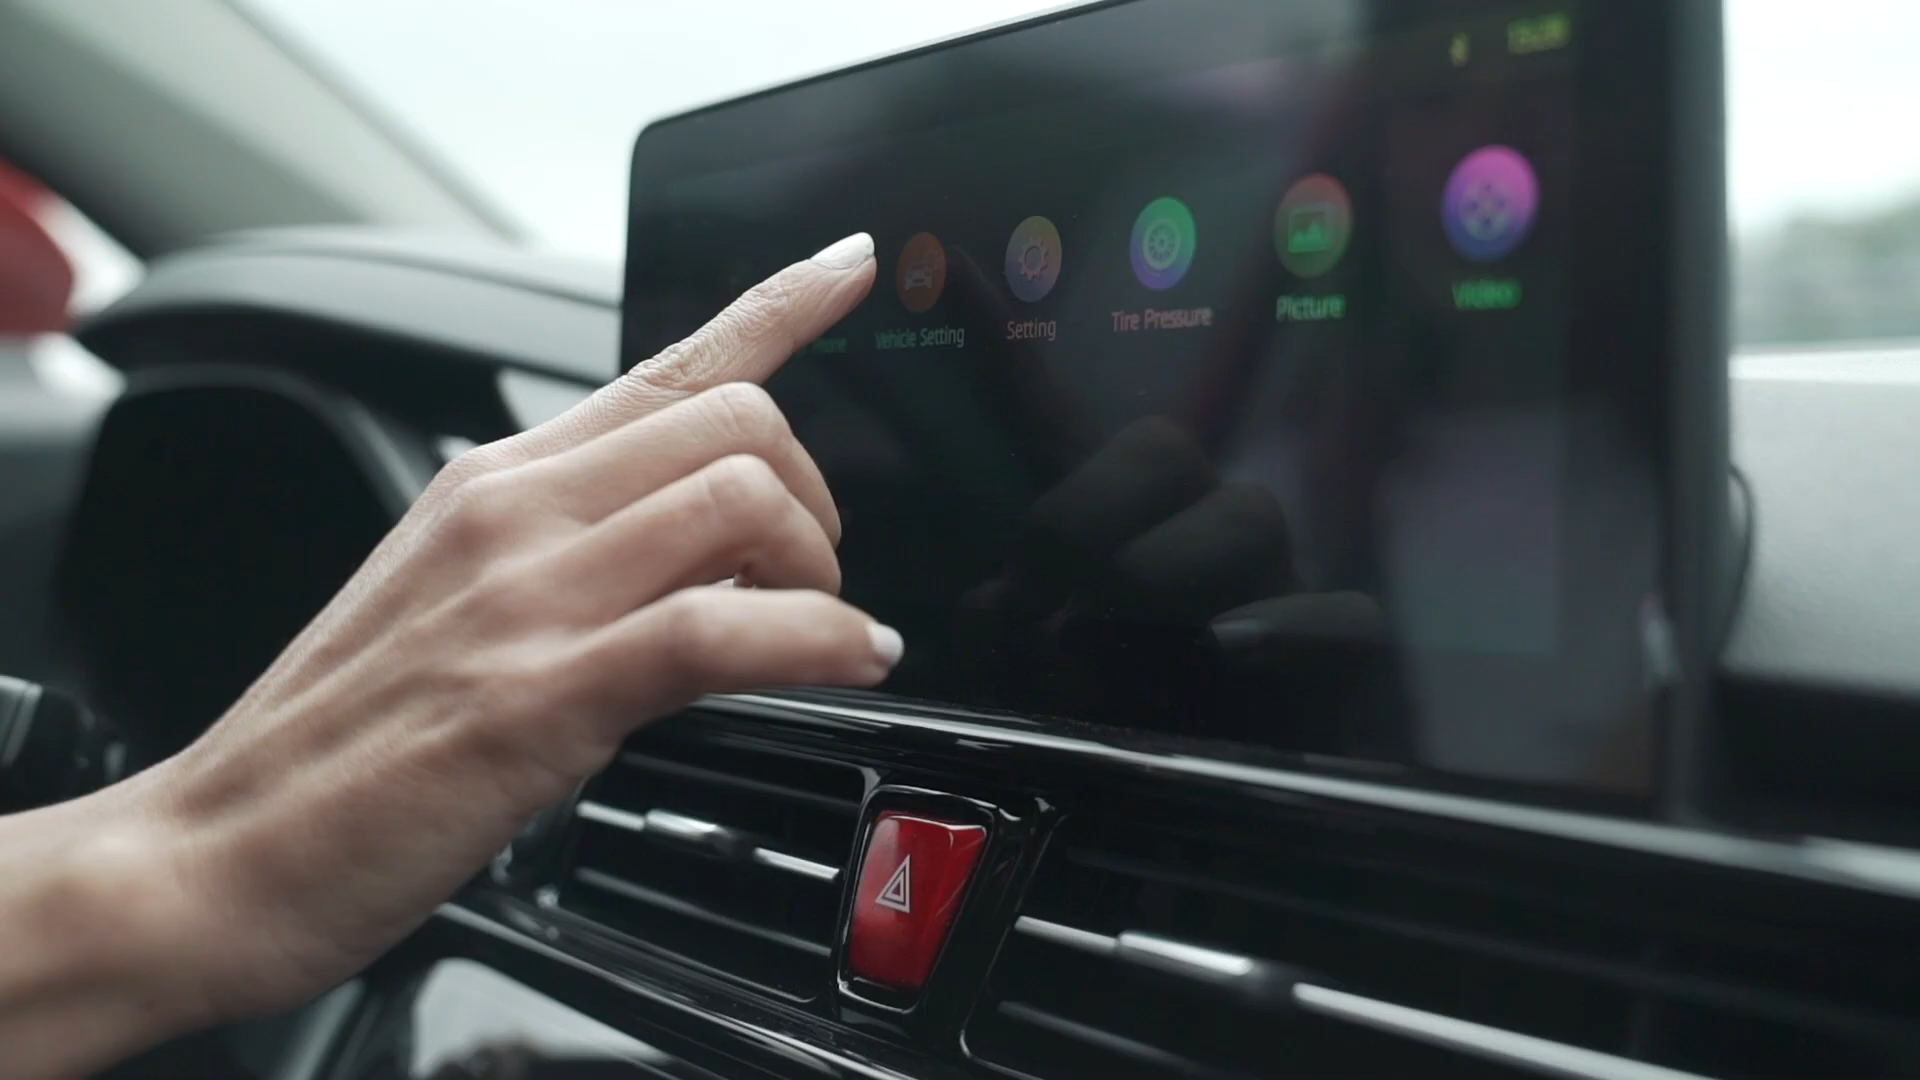 Vehicle Setting
Setting
Tire Pressure
Picture
Video